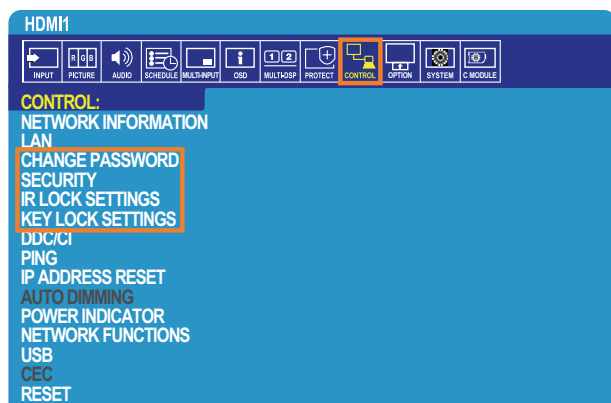 HDMI1
R G B 1 2
INPUT PICTURE AUDIO SCHEDULE MULTI-INPUT OSD MULTI-DSP PROTECT CONTROL OPTION SYSTEM C MODULE
CONTROL:
NETWORK INFORMATION
LAN
CHANGE PASSWORD
SECURITY
IR LOCK SETTINGS
KEY LOCK SETTINGS
DDC/CI
PING
IP ADDRESS RESET
AUTO DIMMING
POWER INDICATOR
NETWORK FUNCTIONS
USB
CEC
RESET